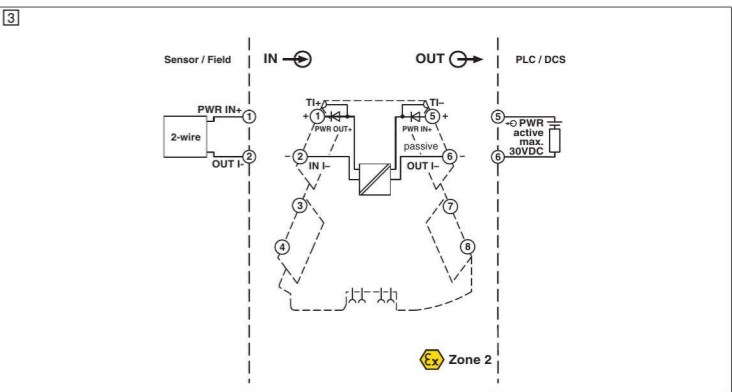 3
Sensor / Field
IN
OUT
PLC / DCS
PWR IN+
1
2-wire
2
OUT I-
TI+
+ 1
PWR OUT+
TI–
5 +
PWR IN+
passive
– 2
IN I–
6 –
OUT I–
3
4
7
8
5
+ PWR
active
max.
30VDC
6
Ex Zone 2